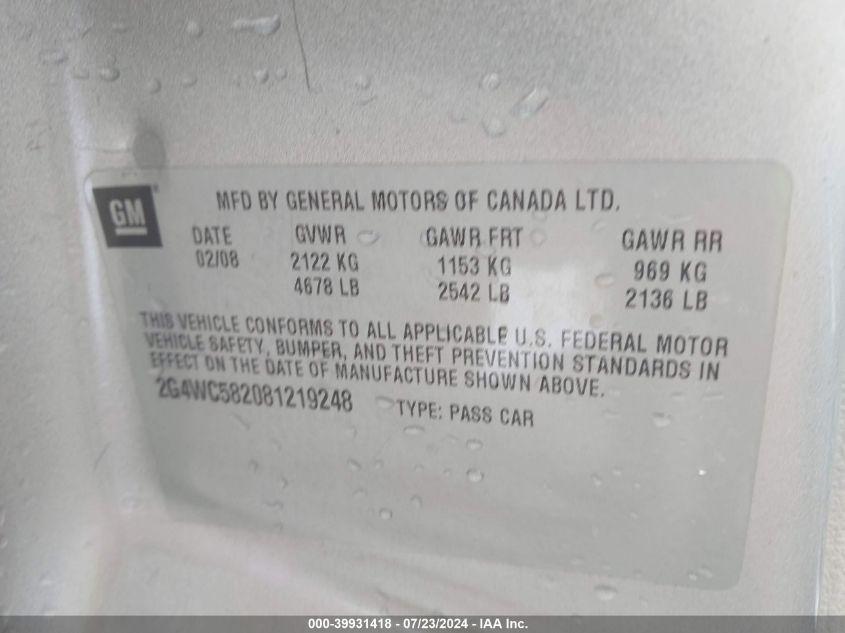 GM
MFD BY GENERAL MOTORS OF CANADA LTD.
DATE GVWR GAWR FRT GAWR RR
02/08 2122 KG 1153 KG 969 KG
4678 LB 2542 LB 2136 LB
THIS VEHICLE CONFORMS TO ALL APPLICABLE U.S. FEDERAL MOTOR
VEHICLE SAFETY, BUMPER, AND THEFT PREVENTION STANDARDS IN
EFFECT ON THE DATE OF MANUFACTURE SHOWN ABOVE.
2G4WC582081219248 TYPE: PASS CAR
000-39931418 - 07/23/2024 - IAA Inc.